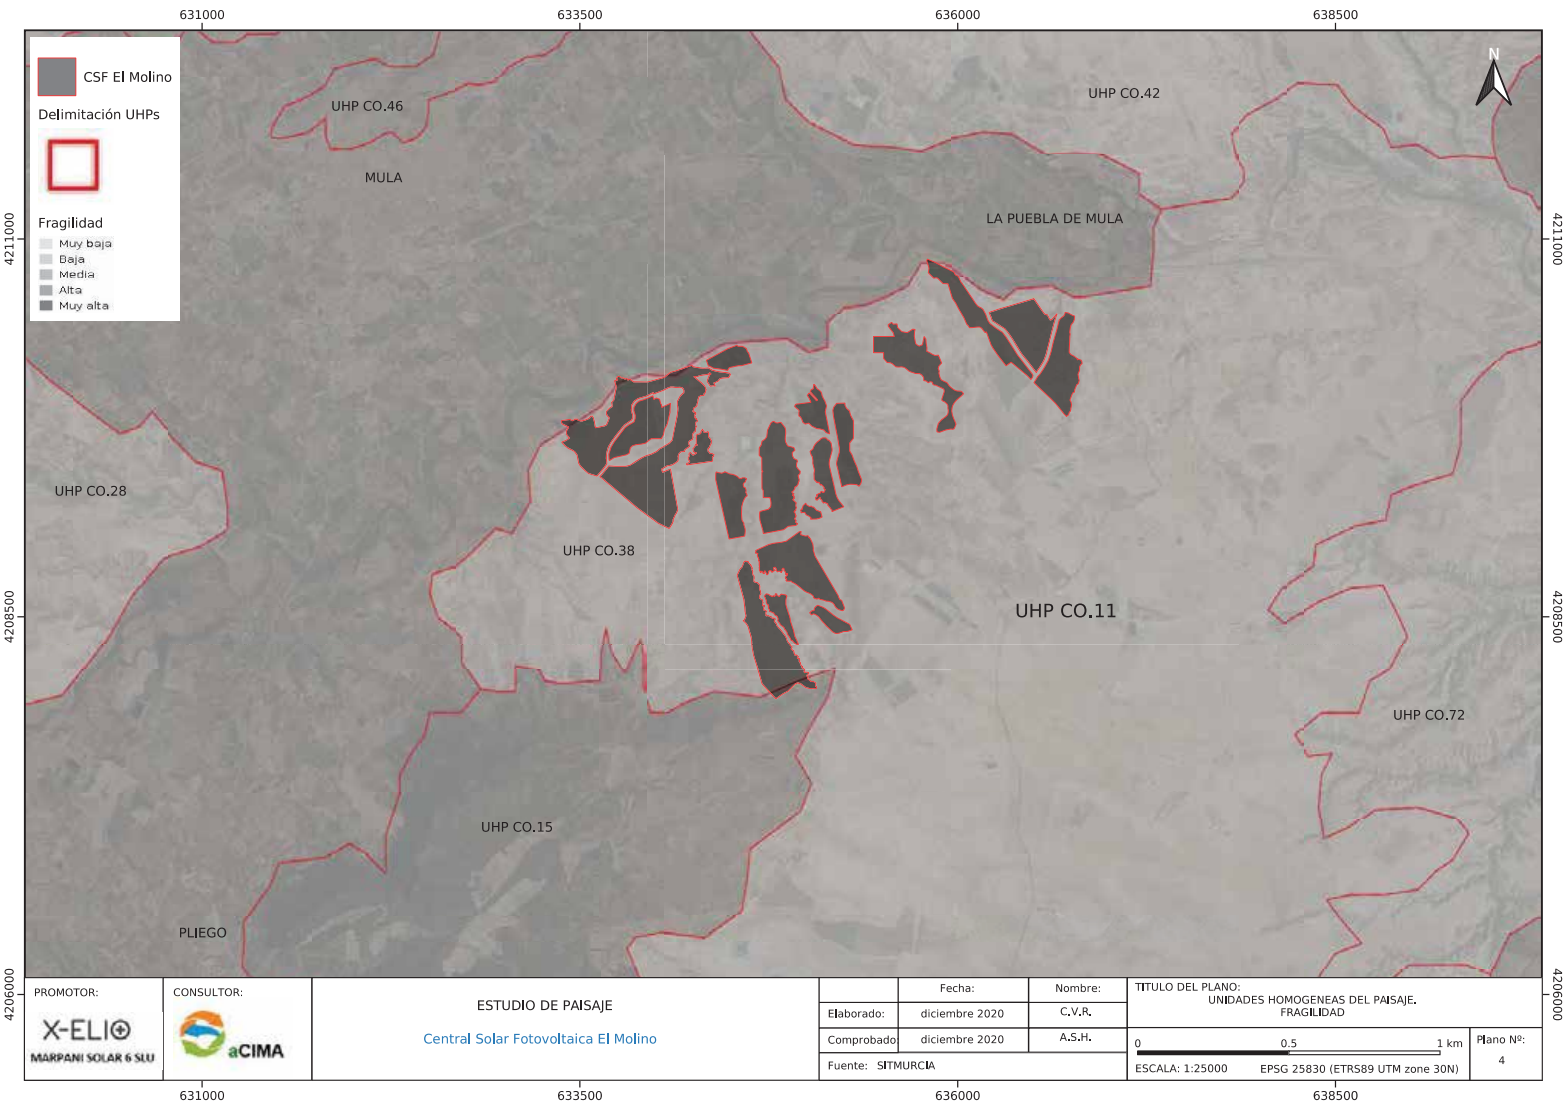 631000
633500
636000
638500
CSF El Molino
Delimitación UHPs
Fragilidad
Muy baja
Baja
Media
Alta
Muy alta
N
UHP CO.46
UHP CO.42
MULA
LA PUEBLA DE MULA
4211000
4211000
UHP CO.28
UHP CO.38
UHP CO.11
4208500
4208500
UHP CO.72
UHP CO.15
PLIEGO
4206000
4206000
PROMOTOR:
X-ELIO
MARPANI SOLAR 6 SLU
CONSULTOR:
aCIMA
ESTUDIO DE PAISAJE
Central Solar Fotovoltaica El Molino
Fecha:
Nombre:
Elaborado:
diciembre 2020
C.V.R.
Comprobado:
diciembre 2020
A.S.H.
Fuente: SITMURCIA
TITULO DEL PLANO:
UNIDADES HOMOGENEAS DEL PAISAJE.
FRAGILIDAD
0
0.5
1 km
ESCALA: 1:25000
EPSG 25830 (ETRS89 UTM zone 30N)
Plano Nº:
4
631000
633500
636000
638500